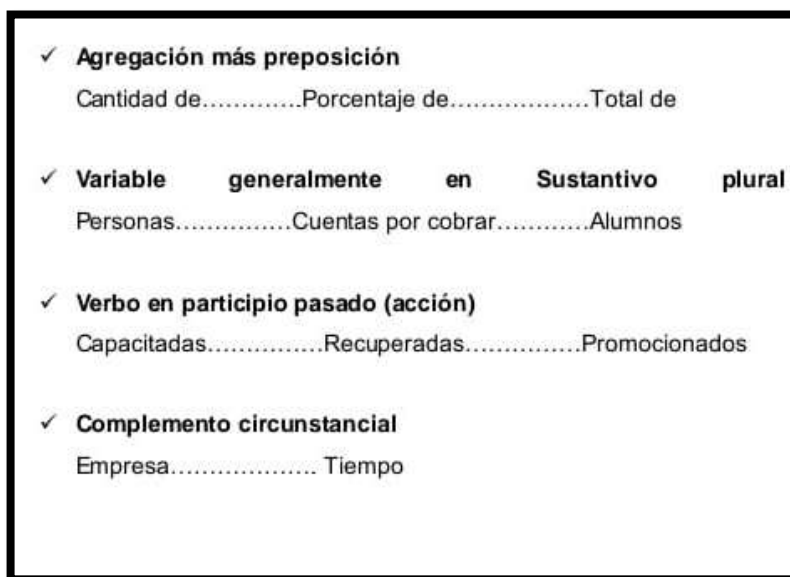 ✓ Agregación más preposición
Cantidad de.............Porcentaje de..................Total de
✓ Variable generalmente en Sustantivo plural
Personas...............Cuentas por cobrar............Alumnos
✓ Verbo en participio pasado (acción)
Capacitadas...............Recuperadas...............Promocionados
✓ Complemento circunstancial
Empresa................... Tiempo